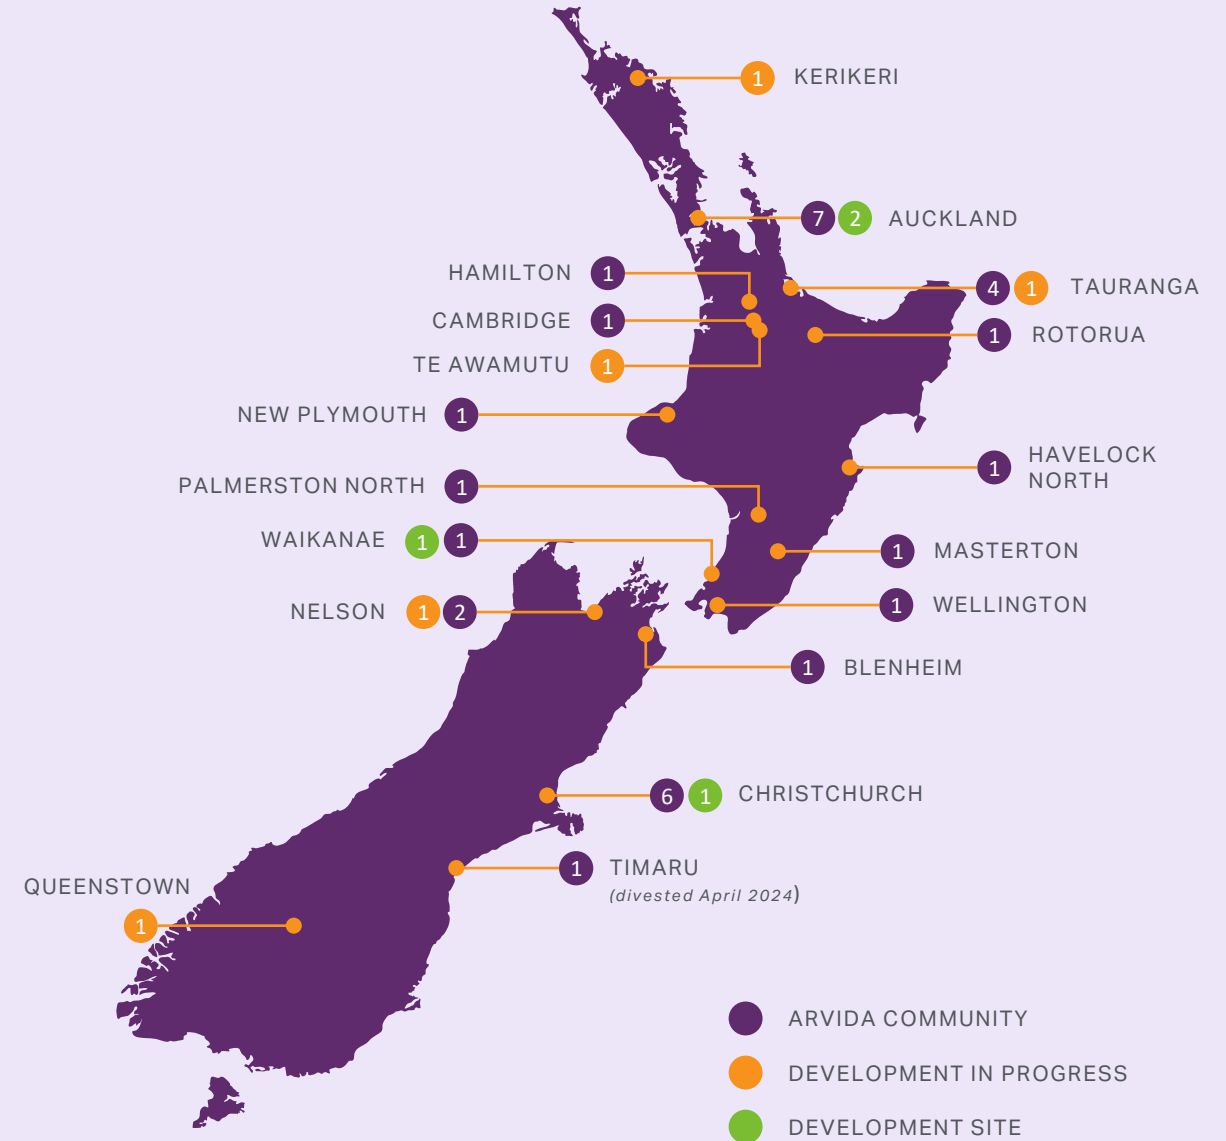 1 KERIKERI
7 2 AUCKLAND
HAMILTON 1
4 1 TAURANGA
CAMBRIDGE 1
1 ROTORUA
TE AWAMUTU 1
NEW PLYMOUTH 1
1 HAVELOCK
NORTH
PALMERSTON NORTH 1
WAIKANAE 1 1
1 MASTERTON
NELSON 1 2
1 WELLINGTON
1 BLENHEIM
6 1 CHRISTCHURCH
1 TIMARU
(divested April 2024)
QUEENSTOWN
1
ARVIDA COMMUNITY
DEVELOPMENT IN PROGRESS
DEVELOPMENT SITE